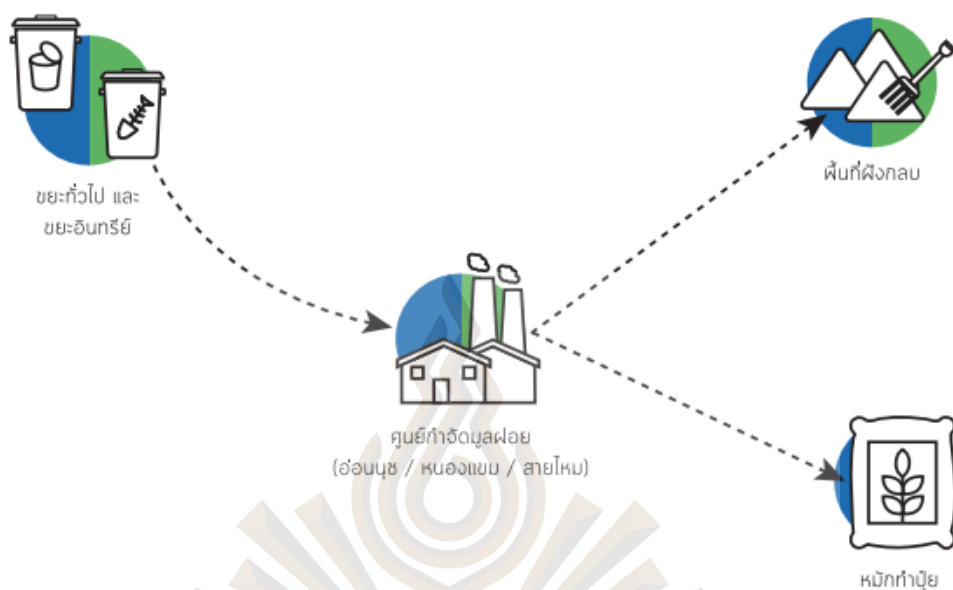 ขยะทั่วไป และ
ขยะอินทรีย์
พื้นที่ฝังกลบ
ศูนย์กำจัดมูลฝอย
(อ่อนนุช / หนองแขม / สายไหม)
หมักทำปุ๋ย